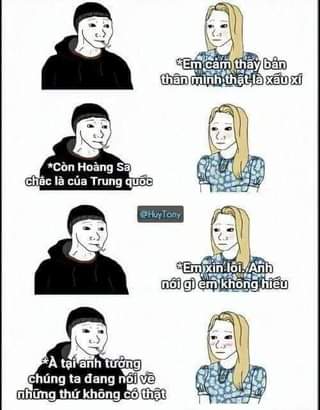 *Em cảm thấy bản
thân mình thật là xấu xí
*Còn Hoàng Sa
chắc là của Trung quốc
@HuyTony
*Em xin lỗi. Anh
nói gì em không hiểu
*À tại anh tưởng
chúng ta đang nói về
những thứ không có thật